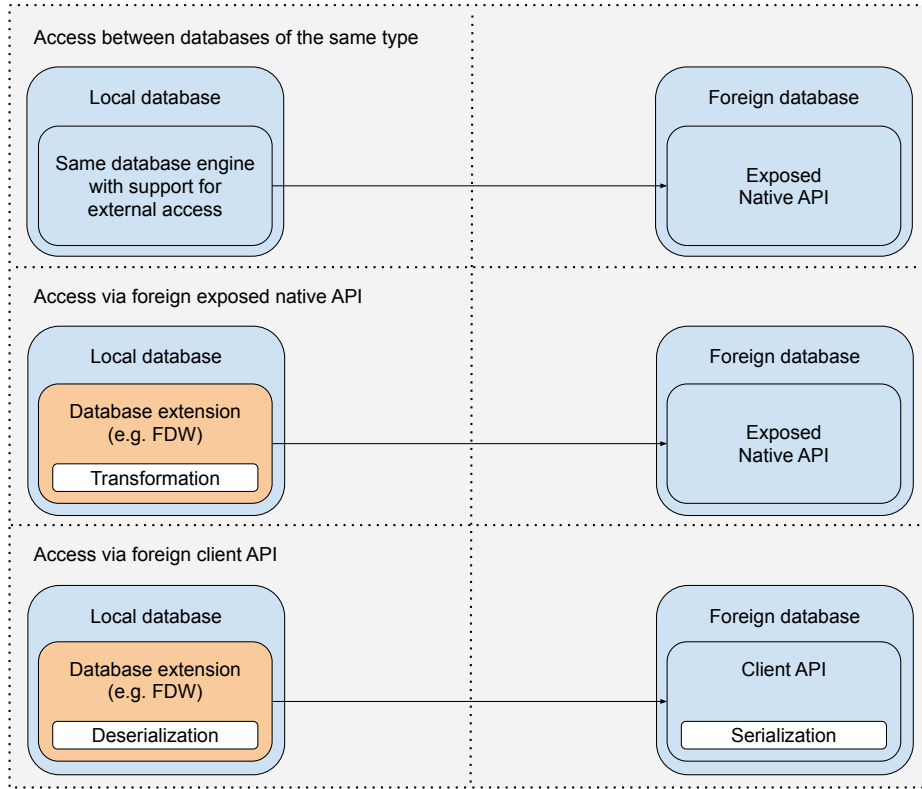 Access between databases of the same type
Local database
Same database engine
with support for
external access
Foreign database
Exposed
Native API
Access via foreign exposed native API
Local database
Database extension
(e.g. FDW)
Transformation
Foreign database
Exposed
Native API
Access via foreign client API
Local database
Database extension
(e.g. FDW)
Deserialization
Foreign database
Client API
Serialization